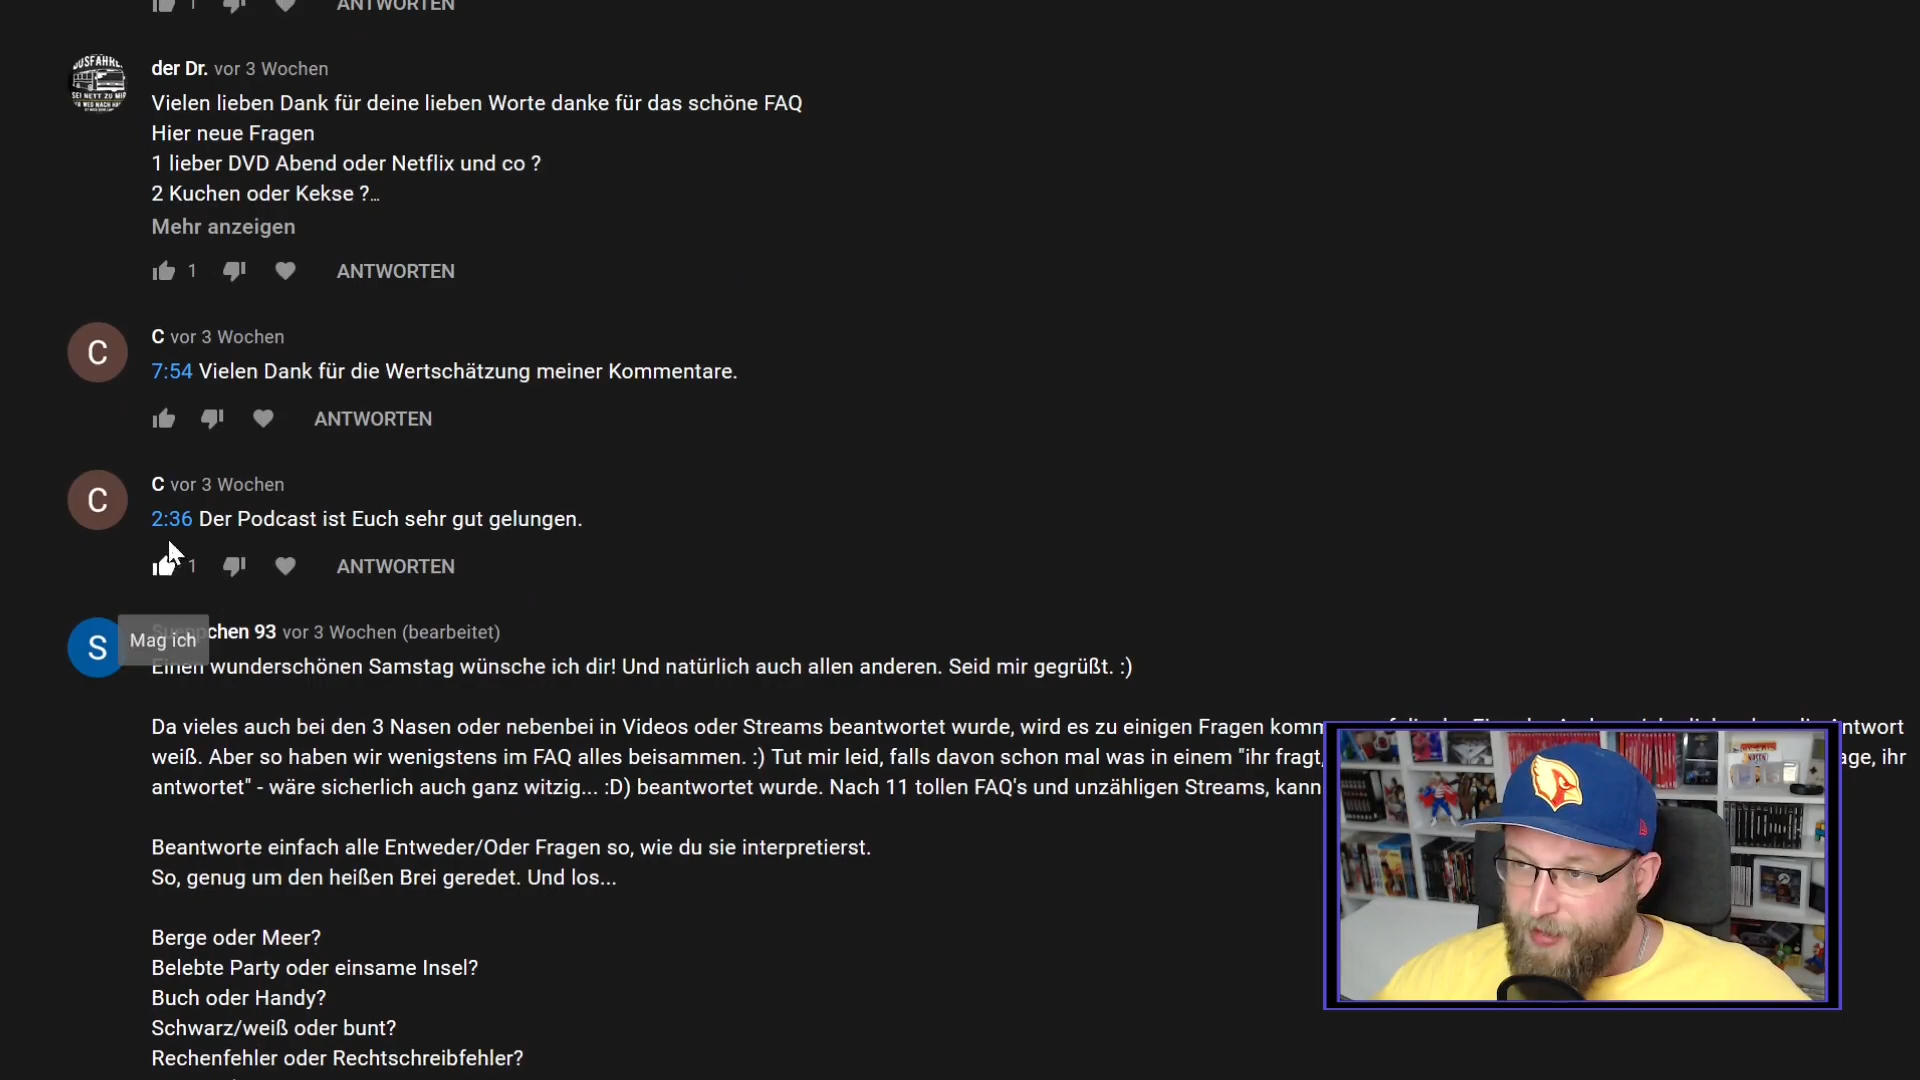 1 ANTWORTEN
der Dr. vor 3 Wochen
Vielen lieben Dank für deine lieben Worte danke für das schöne FAQ
Hier neue Fragen
1 lieber DVD Abend oder Netflix und co ?
2 Kuchen oder Kekse ?...
Mehr anzeigen
1 ANTWORTEN
C
C vor 3 Wochen
7:54 Vielen Dank für die Wertschätzung meiner Kommentare.
ANTWORTEN
C
C vor 3 Wochen
2:36 Der Podcast ist Euch sehr gut gelungen.
1 ANTWORTEN
S
chen 93 vor 3 Wochen (bearbeitet)
Mag ich
Einen wunderschönen Samstag wünsche ich dir! Und natürlich auch allen anderen. Seid mir gegrüßt. :)
Da vieles auch bei den 3 Nasen oder nebenbei in Videos oder Streams beantwortet wurde, wird es zu einigen Fragen
weiß. Aber so haben wir wenigstens im FAQ alles beisammen. :) Tut mir leid, falls davon schon mal was in einem "ihr fragt, ihr
antwortet" - wäre sicherlich auch ganz witzig... :D) beantwortet wurde. Nach 11 tollen FAQ's und unzähligen Streams, kann
Beantworte einfach alle Entweder/Oder Fragen so, wie du sie interpretierst.
So, genug um den heißen Brei geredet. Und los...
Berge oder Meer?
Belebte Party oder einsame Insel?
Buch oder Handy?
Schwarz/weiß oder bunt?
Rechenfehler oder Rechtschreibfehler?